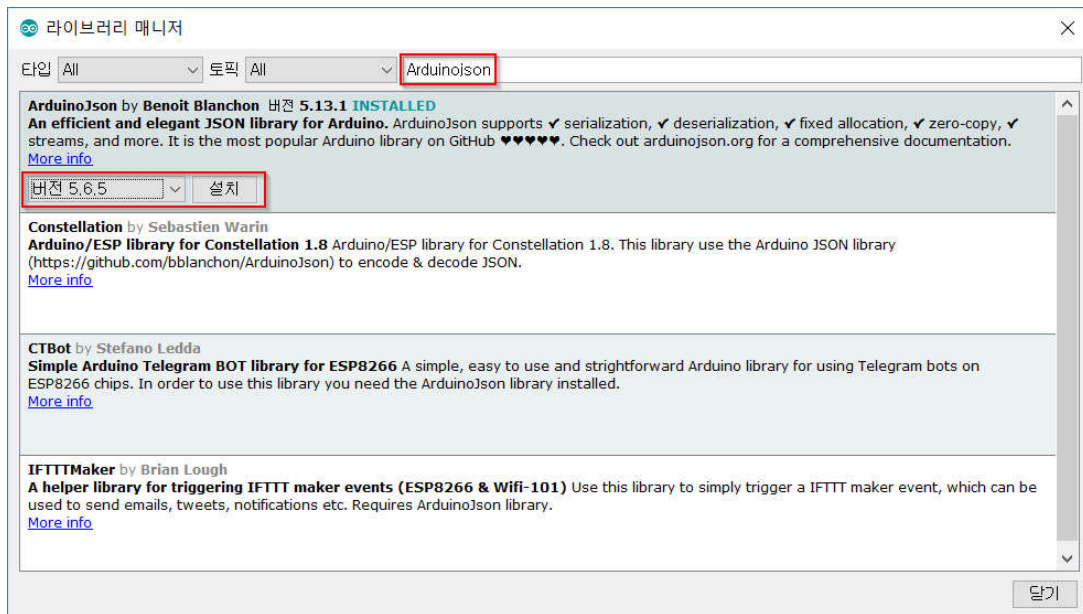 라이브러리 매니저
타입 All 토픽 All Arduinojson
ArduinoJson by Benoit Blanchon 버전 5.13.1 INSTALLED
An efficient and elegant JSON library for Arduino. ArduinoJson supports ✔ serialization, ✔ deserialization, ✔ fixed allocation, ✔ zero-copy, ✔
streams, and more. It is the most popular Arduino library on GitHub ♥♥♥♥♥. Check out arduinojson.org for a comprehensive documentation.
More info
버전 5.6.5 설치
Constellation by Sebastien Warin
Arduino/ESP library for Constellation 1.8 Arduino/ESP library for Constellation 1.8. This library use the Arduino JSON library
(https://github.com/bblanchon/ArduinoJson) to encode & decode JSON.
More info
CTBot by Stefano Ledda
Simple Arduino Telegram BOT library for ESP8266 A simple, easy to use and strightforward Arduino library for using Telegram bots on
ESP8266 chips. In order to use this library you need the ArduinoJson library installed.
More info
IFTTTMaker by Brian Lough
A helper library for triggering IFTTT maker events (ESP8266 & Wifi-101) Use this library to simply trigger a IFTTT maker event, which can be
used to send emails, tweets, notifications etc. Requires ArduinoJson library.
More info
닫기